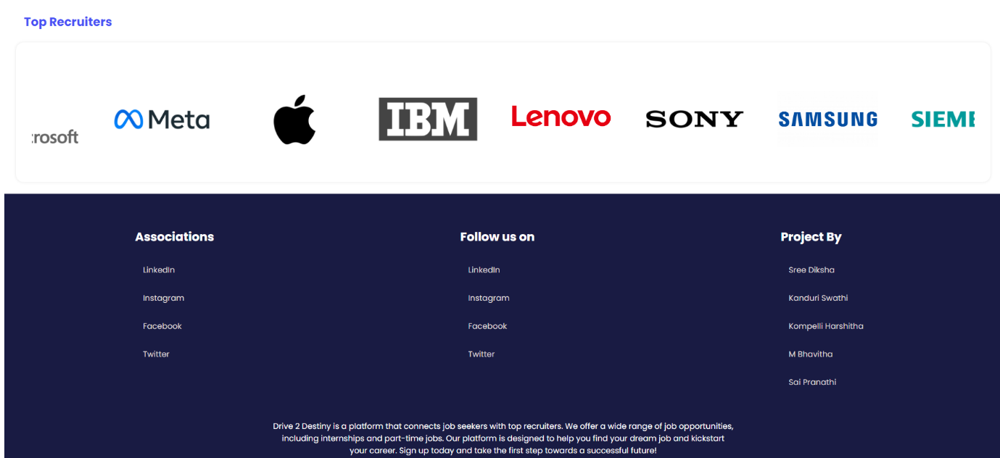 Top Recruiters
rosoft
Meta
IBM
Lenovo
SONY
SAMSUNG
SIEME
Associations
LinkedIn
Instagram
Facebook
Twitter
Follow us on
LinkedIn
Instagram
Facebook
Twitter
Project By
Sree Diksha
Kanduri Swathi
Kompelli Harshitha
M Bhavitha
Sai Pranathi
Drive 2 Destiny is a platform that connects job seekers with top recruiters. We offer a wide range of job opportunities,
including internships and part-time jobs. Our platform is designed to help you find your dream job and kickstart
your career. Sign up today and take the first step towards a successful future!